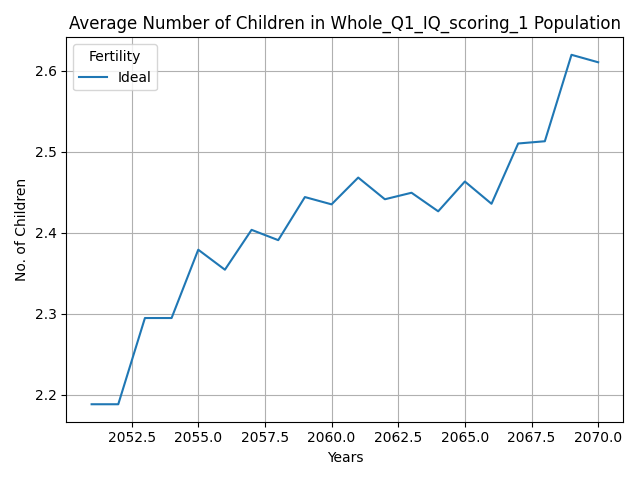 Average Number of Children in Whole_Q1_IQ_scoring_1 Population
Fertility
Ideal
No. of Children
2.6
2.5
2.4
2.3
2.2
2052.5 2055.0 2057.5 2060.0 2062.5 2065.0 2067.5 2070.0
Years